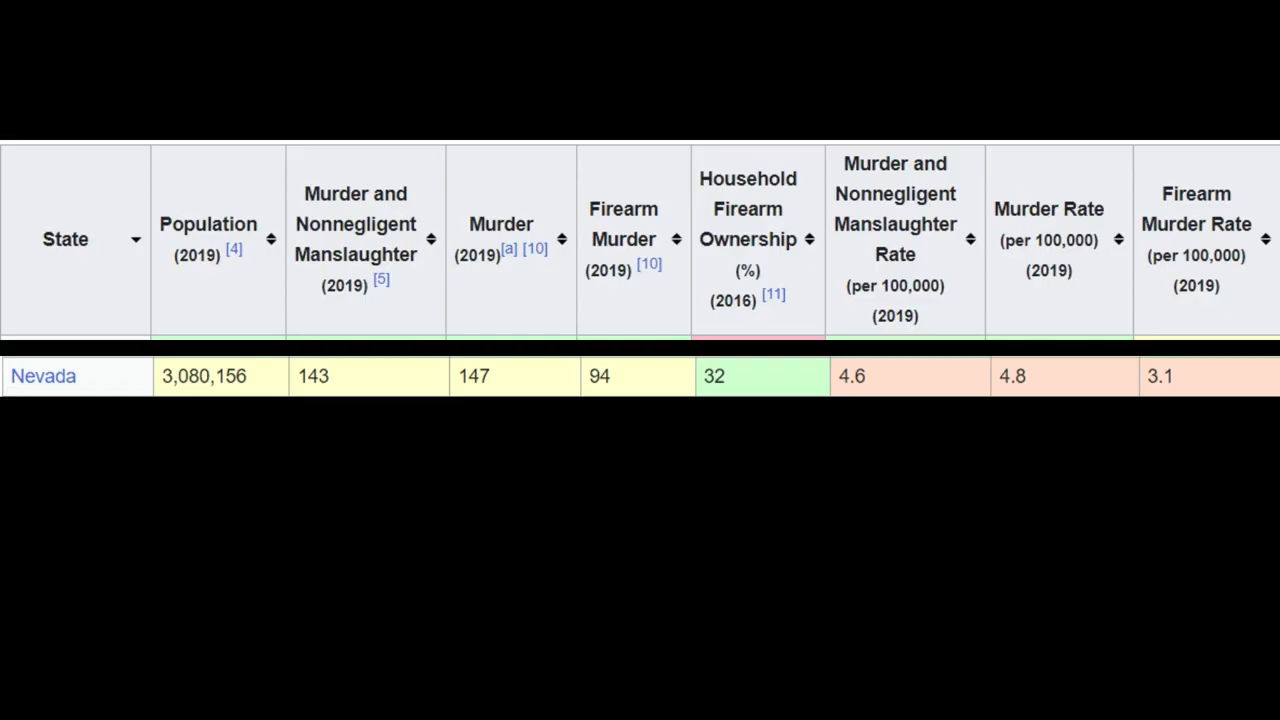 State
Population
(2019) [4]
Murder and
Nonnegligent
Manslaughter
(2019) [5]
Murder
(2019)[a] [10]
Firearm
Murder
(2019) [10]
Household
Firearm
Ownership
(%)
(2016) [11]
Murder and
Nonnegligent
Manslaughter
Rate
(per 100,000)
(2019)
Murder Rate
(per 100,000)
(2019)
Firearm
Murder Rate
(per 100,000)
(2019)
Nevada 3,080,156 143 147 94 32 4.6 4.8 3.1